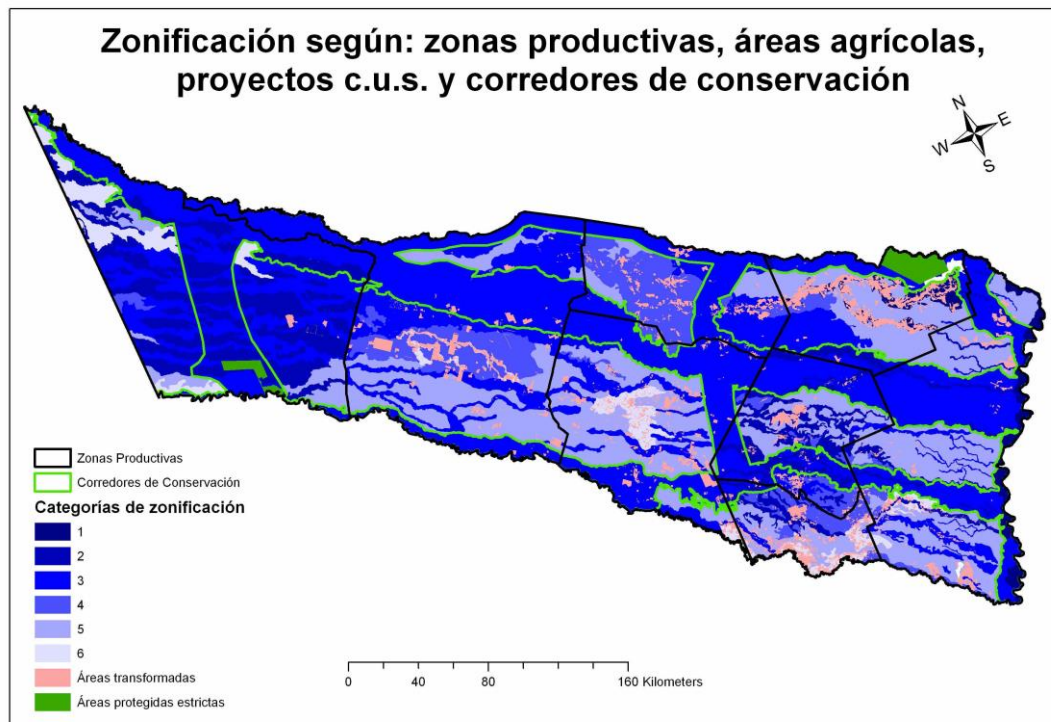 Zonificación según: zonas productivas, áreas agrícolas,
proyectos c.u.s. y corredores de conservación
N
E
W
S
Zonas Productivas
Corredores de Conservación
Categorías de zonificación
1
2
3
4
5
6
Áreas transformadas
Áreas protegidas estrictas
0 40 80 160 Kilometers